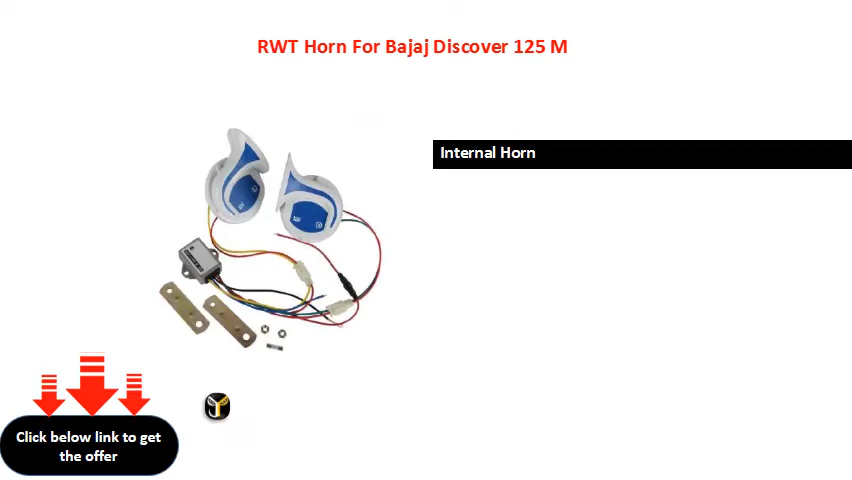 RWT Horn For Bajaj Discover 125 M
Internal Horn
Click below link to get
the offer